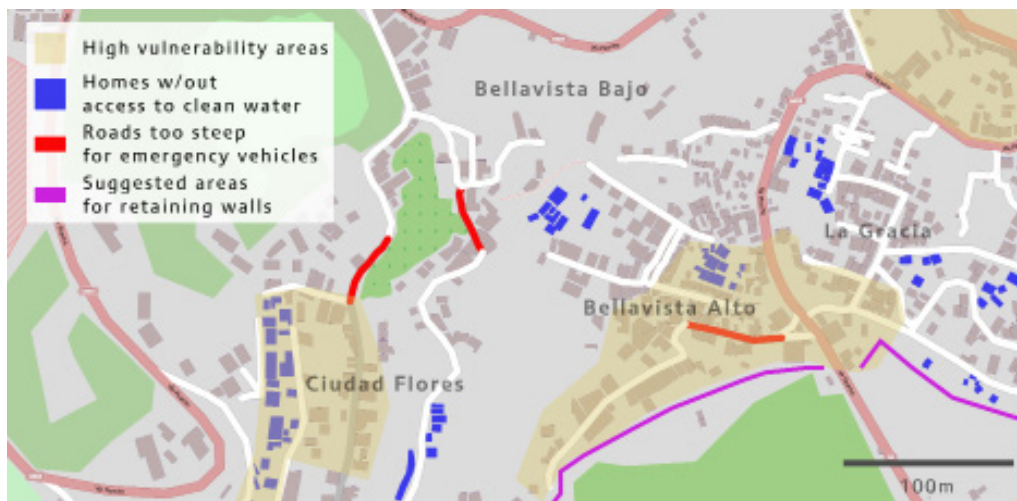 High vulnerability areas
Homes w/out
access to clean water
Roads too steep
for emergency vehicles
Suggested areas
for retaining walls
Bellavista Bajo
La Gracia
Bellavista Alto
Ciudad Flores
100m